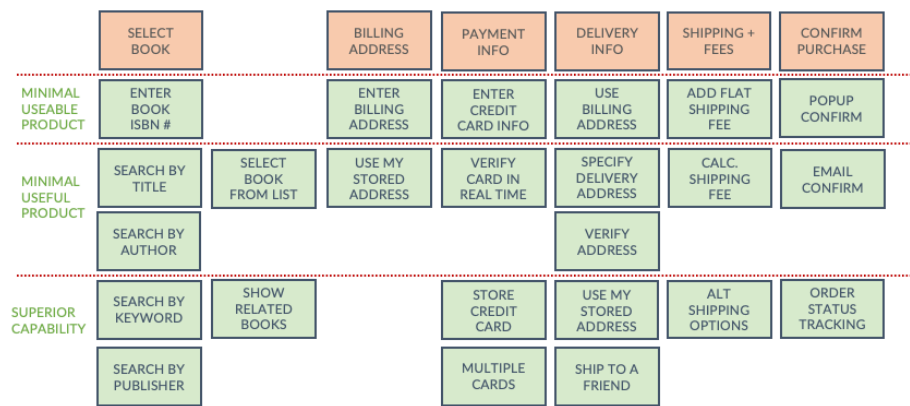 SELECT
BOOK
BILLING
ADDRESS
PAYMENT
INFO
DELIVERY
INFO
SHIPPING +
FEES
CONFIRM
PURCHASE
MINIMAL
USEABLE
PRODUCT
ENTER
BOOK
ISBN #
ENTER
BILLING
ADDRESS
ENTER
CREDIT
CARD INFO
USE
BILLING
ADDRESS
ADD FLAT
SHIPPING
FEE
POPUP
CONFIRM
MINIMAL
USEFUL
PRODUCT
SEARCH BY
TITLE
SELECT
BOOK
FROM LIST
USE MY
STORED
ADDRESS
VERIFY
CARD IN
REAL TIME
SPECIFY
DELIVERY
ADDRESS
CALC.
SHIPPING
FEE
EMAIL
CONFIRM
SEARCH BY
AUTHOR
VERIFY
ADDRESS
SUPERIOR
CAPABILITY
SEARCH BY
KEYWORD
SHOW
RELATED
BOOKS
STORE
CREDIT
CARD
USE MY
STORED
ADDRESS
ALT
SHIPPING
OPTIONS
ORDER
STATUS
TRACKING
SEARCH BY
PUBLISHER
MULTIPLE
CARDS
SHIP TO A
FRIEND